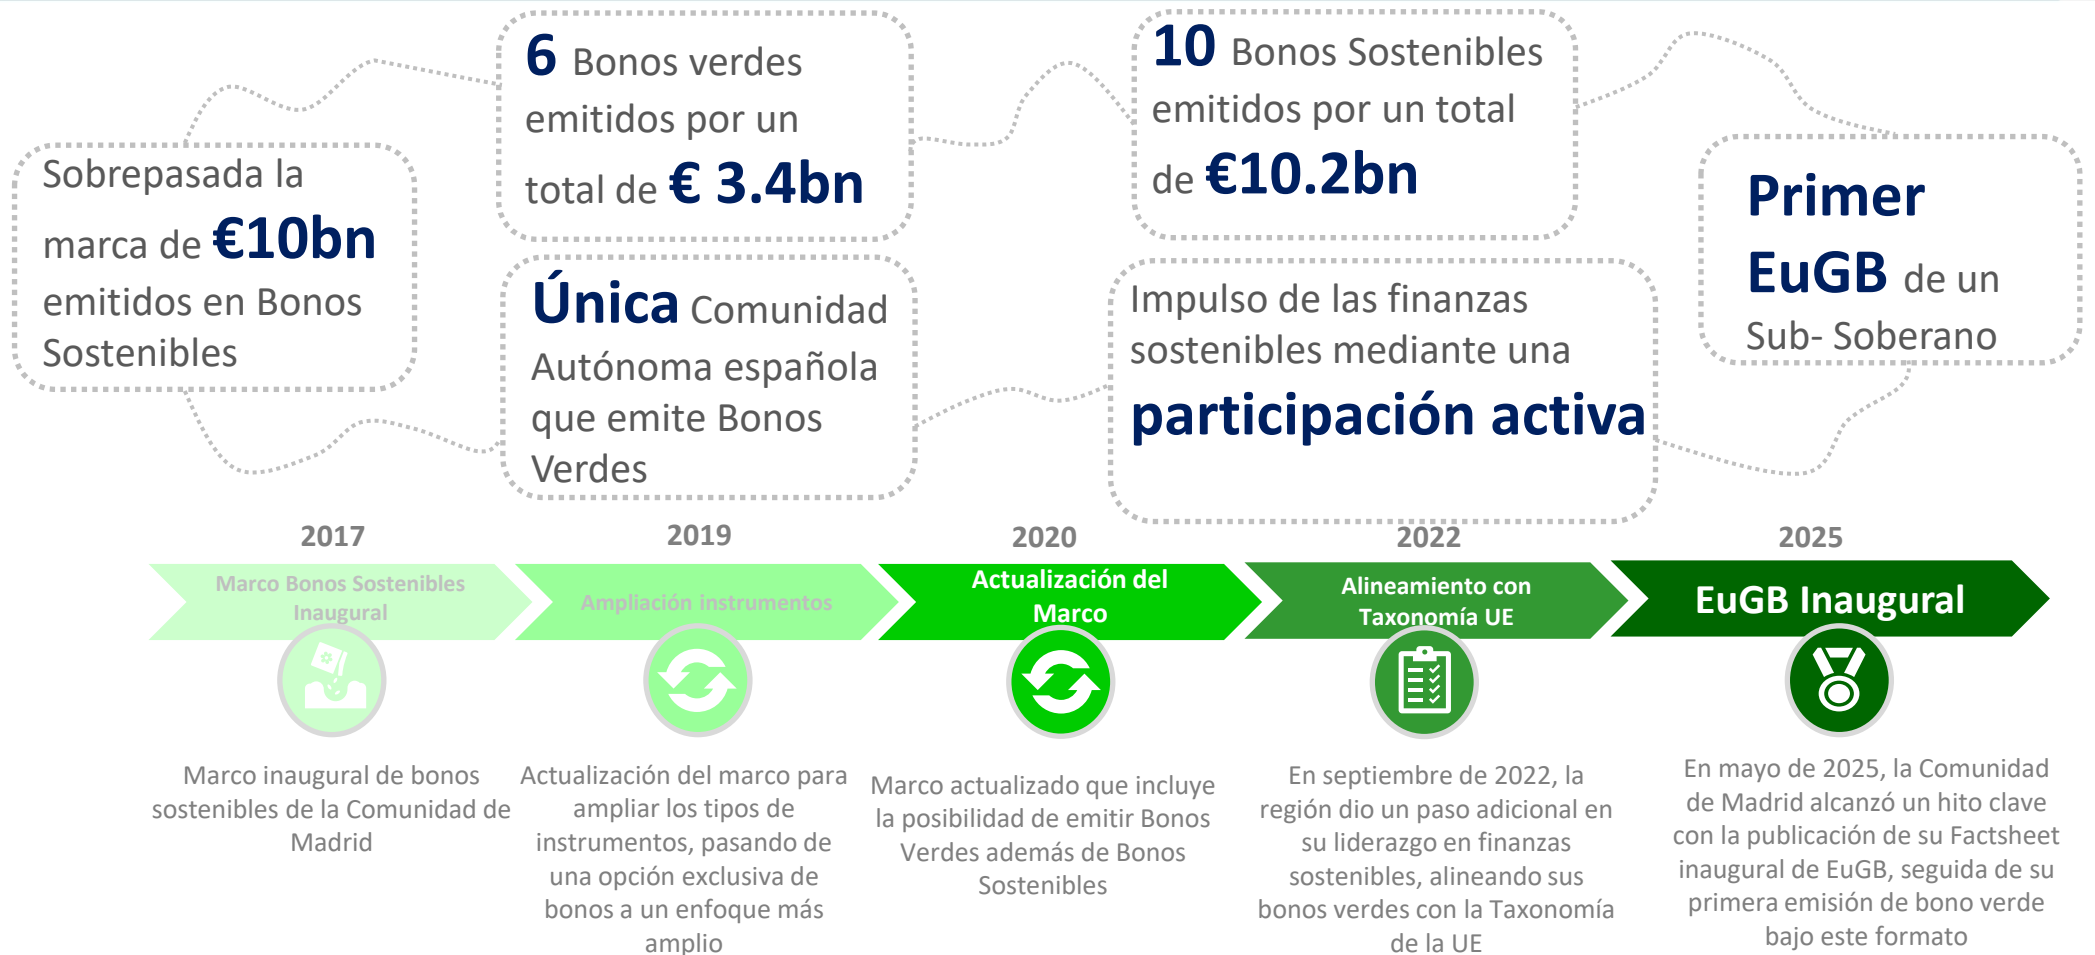 Sobrepasada la
marca de €10bn
emitidos en Bonos
Sostenibles
6 Bonos verdes
emitidos por un
total de € 3.4bn
Única Comunidad
Autónoma española
que emite Bonos
Verdes
10 Bonos Sostenibles
emitidos por un total
de €10.2bn
Impulso de las finanzas
sostenibles mediante una
participación activa
Primer
EuGB de un
Sub- Soberano
2017
Marco Bonos Sostenibles
Inaugural
Marco inaugural de bonos
sostenibles de la Comunidad de
Madrid
2019
Ampliación instrumentos
Actualización del marco para
ampliar los tipos de
instrumentos, pasando de
una opción exclusiva de
bonos a un enfoque más
amplio
2020
Actualización del
Marco
Marco actualizado que incluye
la posibilidad de emitir Bonos
Verdes además de Bonos
Sostenibles
2022
Alineamiento con
Taxonomía UE
En septiembre de 2022, la
región dio un paso adicional en
su liderazgo en finanzas
sostenibles, alineando sus
bonos verdes con la Taxonomía
de la UE
2025
EuGB Inaugural
En mayo de 2025, la Comunidad
de Madrid alcanzó un hito clave
con la publicación de su Factsheet
inaugural de EuGB, seguida de su
primera emisión de bono verde
bajo este formato